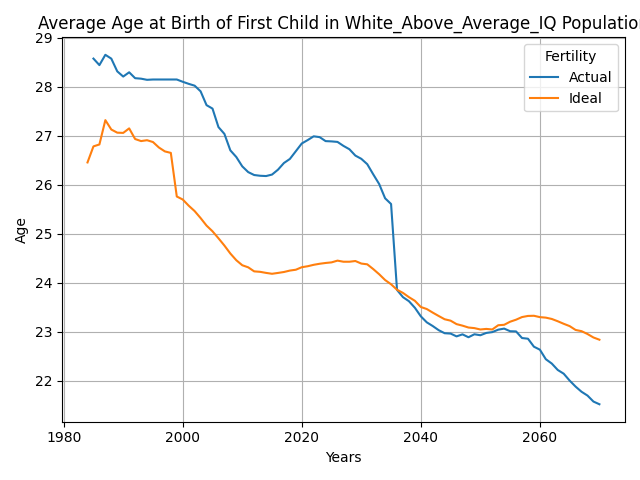 Average Age at Birth of First Child in White_Above_Average_IQ Population
Fertility
Actual
Ideal
29
28
27
26
25
24
23
22
Age
1980
2000
2020
2040
2060
Years